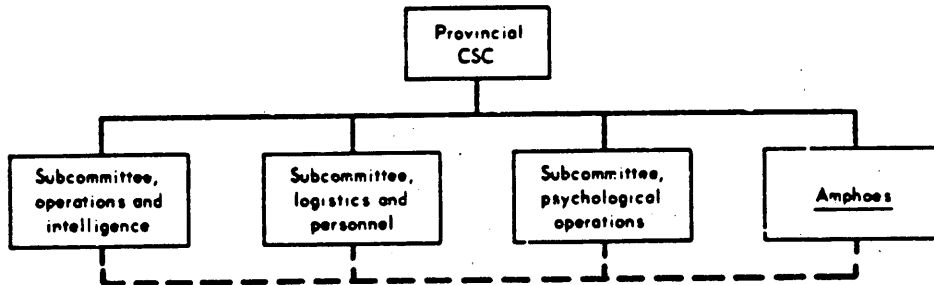 Provincial
CSC
Subcommittee,
operations and
intelligence
Subcommittee,
logistics and
personnel
Subcommittee,
psychological
operations
Amphoes